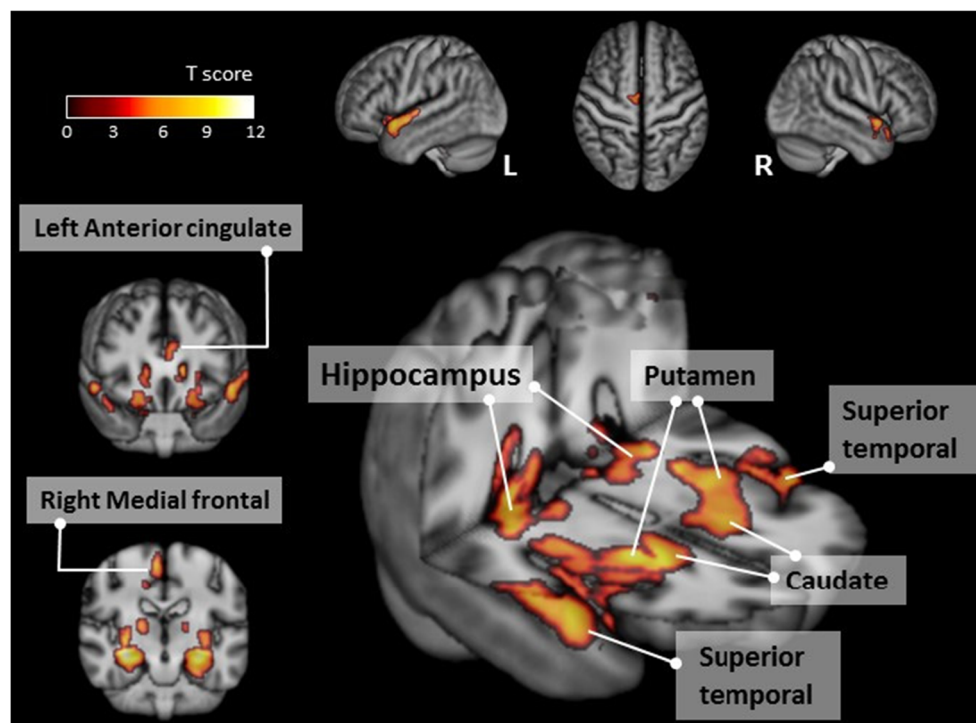 T score
0 3 6 9 12
L
R
Left Anterior cingulate
Hippocampus
Putamen
Superior
temporal
Right Medial frontal
Caudate
Superior
temporal